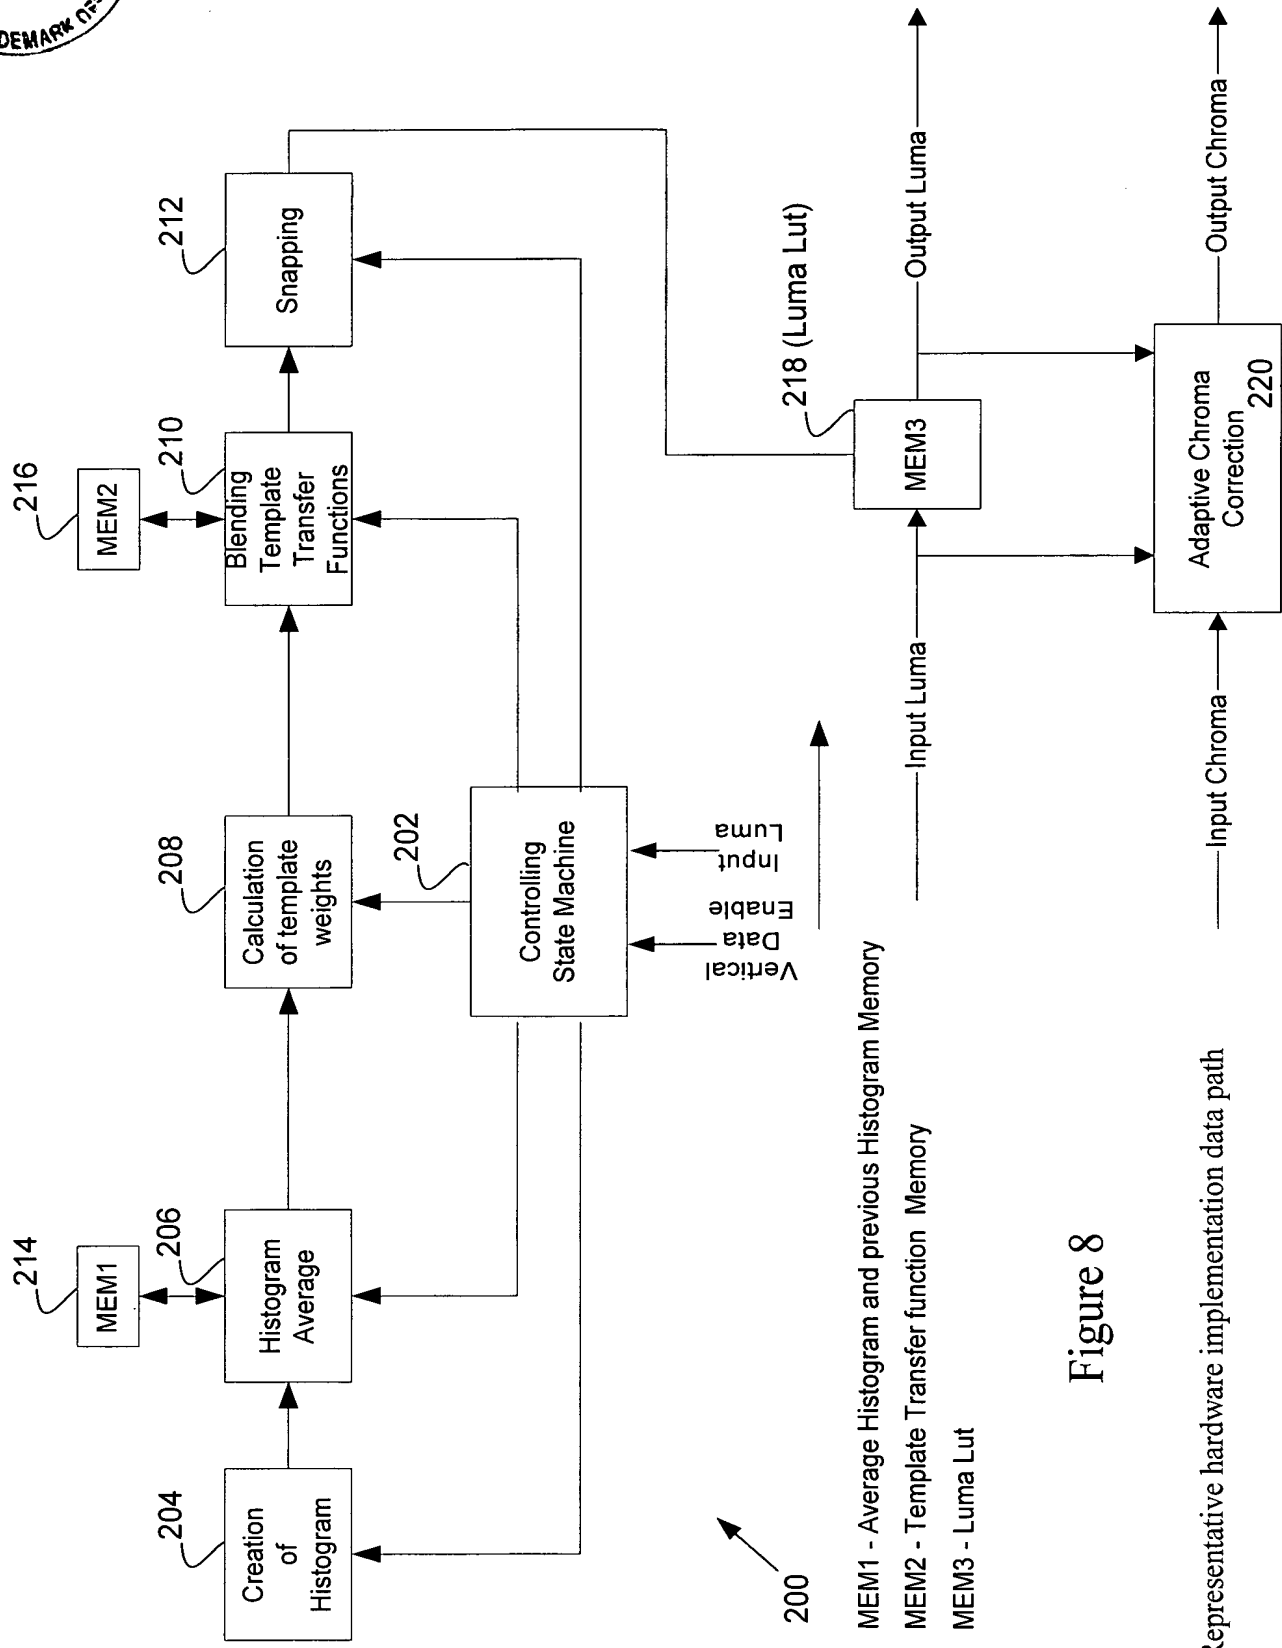 DEMARK OF
214
MEM1
216
MEM2
204
206
208
210
212
Creation
of
Histogram
Histogram
Average
Calculation
of template
weights
Blending
Template
Transfer
Functions
Snapping
202
Controlling
State Machine
Vertical
Data
Enable
Input
Luma
200
218 (Luma Lut)
MEM3
Input Luma
Output Luma
Input Chroma
Adaptive Chroma
Correction
220
Output Chroma
MEM1 - Average Histogram and previous Histogram Memory
MEM2 - Template Transfer function Memory
MEM3 - Luma Lut
Figure 8
Representative hardware implementation data path